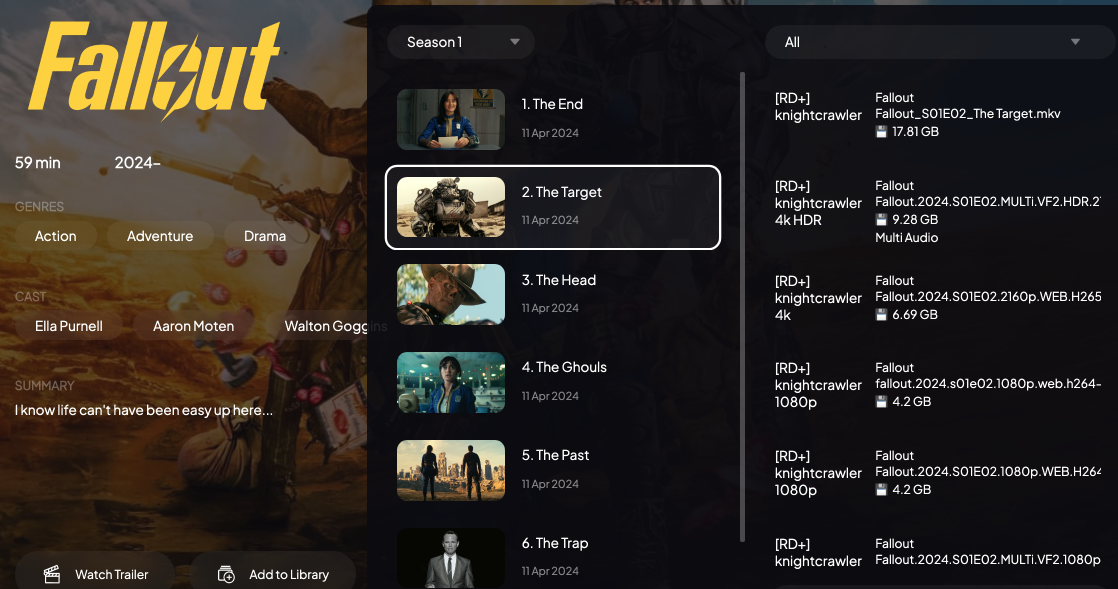 Fallout
59 min
2024–
GENRES
Action
Adventure
Drama
CAST
Ella Purnell
Aaron Moten
Walton Goggins
SUMMARY
I know life can't have been easy up here...
Watch Trailer
Add to Library
Season 1
1. The End
11 Apr 2024
2. The Target
11 Apr 2024
3. The Head
11 Apr 2024
4. The Ghouls
11 Apr 2024
5. The Past
11 Apr 2024
6. The Trap
11 Apr 2024
All
[RD+]
knightcrawler
Fallout
Fallout_S01E02_The Target.mkv
💾 17.81 GB
[RD+]
knightcrawler
4k HDR
Fallout
Fallout.2024.S01E02.MULTi.VF2.HDR.2
💾 9.28 GB
Multi Audio
[RD+]
knightcrawler
4k
Fallout
Fallout.2024.S01E02.2160p.WEB.H265
💾 6.69 GB
[RD+]
knightcrawler
1080p
Fallout
fallout.2024.s01e02.1080p.web.h264-
💾 4.2 GB
[RD+]
knightcrawler
1080p
Fallout
Fallout.2024.S01E02.1080p.WEB.H264
💾 4.2 GB
[RD+]
knightcrawler
Fallout
Fallout.2024.S01E02.MULTi.VF2.1080p